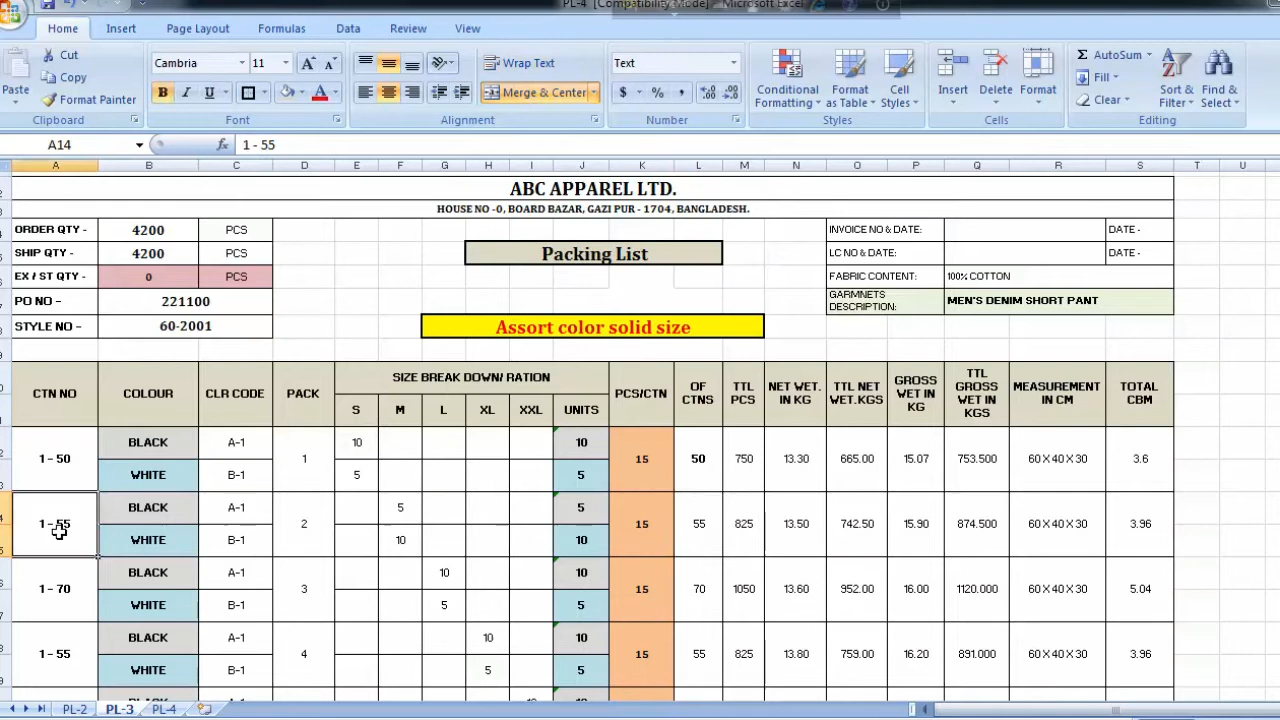 PL-4 [Compatibility Mode] - Microsoft Excel
Home Insert Page Layout Formulas Data Review View
Cut
Copy
Format Painter
Paste
Clipboard
Cambria 11
B I U
Font
Wrap Text
Merge & Center
Alignment
Text
$ % ,
Number
Conditional Formatting
Format as Table
Cell Styles
Styles
Insert Delete Format
Cells
Σ AutoSum
Fill
Clear
Sort & Filter
Find & Select
Editing
A14 fx 1 - 55
A B C D E F G H I J K L M N O P Q R S T U
ABC APPAREL LTD.
HOUSE NO -0, BOARD BAZAR, GAZI PUR - 1704, BANGLADESH.
ORDER QTY - 4200 PCS INVOICE NO & DATE: DATE -
SHIP QTY - 4200 PCS Packing List LC NO & DATE: DATE -
EX / ST QTY - 0 PCS FABRIC CONTENT: 100% COTTON
PO NO - 221100 GARMNETS DESCRIPTION: MEN'S DENIM SHORT PANT
STYLE NO - 60-2001 Assort color solid size
CTN NO COLOUR CLR CODE PACK SIZE BREAK DOWN/ RATION PCS/CTN OF CTNS TTL PCS NET WET. IN KG TTL NET WET.KGS GROSS WET IN KG TTL GROSS WET IN KGS MEASUREMENT IN CM TOTAL CBM
S M L XL XXL UNITS
1 - 50 BLACK A-1 1 10 10 15 50 750 13.30 665.00 15.07 753.500 60 X 40 X 30 3.6
WHITE B-1 5 5
1 - 55 BLACK A-1 2 5 5 15 55 825 13.50 742.50 15.90 874.500 60 X 40 X 30 3.96
WHITE B-1 10 10
1 - 70 BLACK A-1 3 10 10 15 70 1050 13.60 952.00 16.00 1120.000 60 X 40 X 30 5.04
WHITE B-1 5 5
1 - 55 BLACK A-1 4 10 10 15 55 825 13.80 759.00 16.20 891.000 60 X 40 X 30 3.96
WHITE B-1 5 5
PL-2 PL-3 PL-4